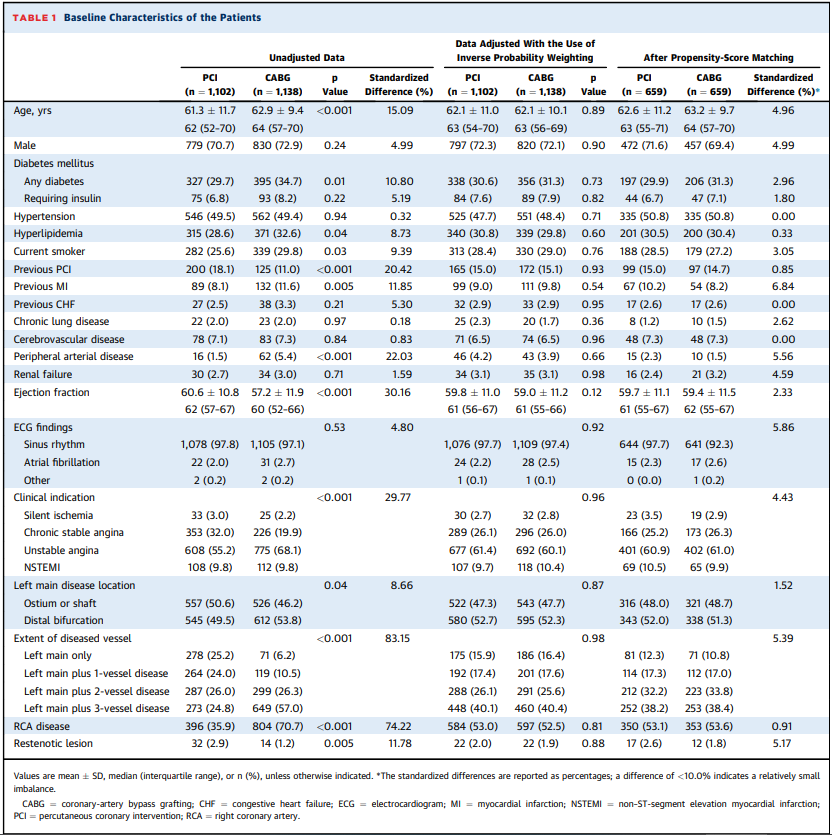 TABLE 1 Baseline Characteristics of the Patients
Unadjusted Data Data Adjusted With the Use of Inverse Probability Weighting After Propensity-Score Matching
PCI (n = 1,102) CABG (n = 1,138) p Value Standardized Difference (%) PCI (n = 1,102) CABG (n = 1,138) p Value PCI (n = 659) CABG (n = 659) Standardized Difference (%)*
Age, yrs 61.3 ± 11.7 62.9 ± 9.4 <0.001 15.09 62.1 ± 11.0 62.1 ± 10.1 0.89 62.6 ± 11.2 63.2 ± 9.7 4.96
62 (52-70) 64 (57-70) 63 (54-70) 63 (56-69) 63 (55-71) 64 (57-70)
Male 779 (70.7) 830 (72.9) 0.24 4.99 797 (72.3) 820 (72.1) 0.90 472 (71.6) 457 (69.4) 4.99
Diabetes mellitus
Any diabetes 327 (29.7) 395 (34.7) 0.01 10.80 338 (30.6) 356 (31.3) 0.73 197 (29.9) 206 (31.3) 2.96
Requiring insulin 75 (6.8) 93 (8.2) 0.22 5.19 84 (7.6) 89 (7.9) 0.82 44 (6.7) 47 (7.1) 1.80
Hypertension 546 (49.5) 562 (49.4) 0.94 0.32 525 (47.7) 551 (48.4) 0.71 335 (50.8) 335 (50.8) 0.00
Hyperlipidemia 315 (28.6) 371 (32.6) 0.04 8.73 340 (30.8) 339 (29.8) 0.60 201 (30.5) 200 (30.4) 0.33
Current smoker 282 (25.6) 339 (29.8) 0.03 9.39 313 (28.4) 330 (29.0) 0.76 188 (28.5) 179 (27.2) 3.05
Previous PCI 200 (18.1) 125 (11.0) <0.001 20.42 165 (15.0) 172 (15.1) 0.93 99 (15.0) 97 (14.7) 0.85
Previous MI 89 (8.1) 132 (11.6) 0.005 11.85 99 (9.0) 111 (9.8) 0.54 67 (10.2) 54 (8.2) 6.84
Previous CHF 27 (2.5) 38 (3.3) 0.21 5.30 32 (2.9) 33 (2.9) 0.95 17 (2.6) 17 (2.6) 0.00
Chronic lung disease 22 (2.0) 23 (2.0) 0.97 0.18 25 (2.3) 20 (1.7) 0.36 8 (1.2) 10 (1.5) 2.62
Cerebrovascular disease 78 (7.1) 83 (7.3) 0.84 0.83 71 (6.5) 74 (6.5) 0.96 48 (7.3) 48 (7.3) 0.00
Peripheral arterial disease 16 (1.5) 62 (5.4) <0.001 22.03 46 (4.2) 43 (3.9) 0.66 15 (2.3) 10 (1.5) 5.56
Renal failure 30 (2.7) 34 (3.0) 0.71 1.59 34 (3.1) 35 (3.1) 0.98 16 (2.4) 21 (3.2) 4.59
Ejection fraction 60.6 ± 10.8 57.2 ± 11.9 <0.001 30.16 59.8 ± 11.0 59.0 ± 11.2 0.12 59.7 ± 11.1 59.4 ± 11.5 2.33
62 (57-67) 60 (52-66) 61 (56-67) 61 (55-66) 61 (55-67) 62 (55-67)
ECG findings 0.53 4.80 0.92 5.86
Sinus rhythm 1,078 (97.8) 1,105 (97.1) 1,076 (97.7) 1,109 (97.4) 644 (97.7) 641 (92.3)
Atrial fibrillation 22 (2.0) 31 (2.7) 24 (2.2) 28 (2.5) 15 (2.3) 17 (2.6)
Other 2 (0.2) 2 (0.2) 1 (0.1) 1 (0.1) 0 (0.0) 1 (0.2)
Clinical indication <0.001 29.77 0.96 4.43
Silent ischemia 33 (3.0) 25 (2.2) 30 (2.7) 32 (2.8) 23 (3.5) 19 (2.9)
Chronic stable angina 353 (32.0) 226 (19.9) 289 (26.1) 296 (26.0) 166 (25.2) 173 (26.3)
Unstable angina 608 (55.2) 775 (68.1) 677 (61.4) 692 (60.1) 401 (60.9) 402 (61.0)
NSTEMI 108 (9.8) 112 (9.8) 107 (9.7) 118 (10.4) 69 (10.5) 65 (9.9)
Left main disease location 0.04 8.66 0.87 1.52
Ostium or shaft 557 (50.6) 526 (46.2) 522 (47.3) 543 (47.7) 316 (48.0) 321 (48.7)
Distal bifurcation 545 (49.5) 612 (53.8) 580 (52.7) 595 (52.3) 343 (52.0) 338 (51.3)
Extent of diseased vessel <0.001 83.15 0.98 5.39
Left main only 278 (25.2) 71 (6.2) 175 (15.9) 186 (16.4) 81 (12.3) 71 (10.8)
Left main plus 1-vessel disease 264 (24.0) 119 (10.5) 192 (17.4) 201 (17.6) 114 (17.3) 112 (17.0)
Left main plus 2-vessel disease 287 (26.0) 299 (26.3) 288 (26.1) 291 (25.6) 212 (32.2) 223 (33.8)
Left main plus 3-vessel disease 273 (24.8) 649 (57.0) 448 (40.1) 460 (40.4) 252 (38.2) 253 (38.4)
RCA disease 396 (35.9) 804 (70.7) <0.001 74.22 584 (53.0) 597 (52.5) 0.81 350 (53.1) 353 (53.6) 0.91
Restenotic lesion 32 (2.9) 14 (1.2) 0.005 11.78 22 (2.0) 22 (1.9) 0.88 17 (2.6) 12 (1.8) 5.17
Values are mean ± SD, median (interquartile range), or n (%), unless otherwise indicated. *The standardized differences are reported as percentages; a difference of <10.0% indicates a relatively small
imbalance.
CABG = coronary-artery bypass grafting; CHF = congestive heart failure; ECG = electrocardiogram; MI = myocardial infarction; NSTEMI = non-ST-segment elevation myocardial infarction;
PCI = percutaneous coronary intervention; RCA = right coronary artery.